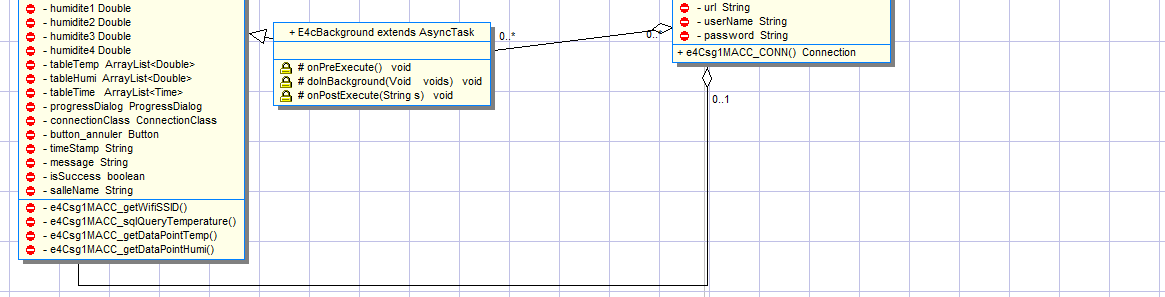 - humidite1 Double
- humidite2 Double
- humidite3 Double
- humidite4 Double
- tableTemp ArrayList<Double>
- tableHumi ArrayList<Double>
- tableTime ArrayList<Time>
- progressDialog ProgressDialog
- connectionClass ConnectionClass
- button_annuler Button
- timeStamp String
- message String
- isSuccess boolean
- salleName String
- e4Csg1MACC_getWifiSSID()
- e4Csg1MACC_sqlQueryTemperature()
- e4Csg1MACC_getDataPointTemp()
- e4Csg1MACC_getDataPointHumi()
+ E4cBackground extends AsyncTask
# onPreExecute() void
# doInBackground(Void voids) void
# onPostExecute(String s) void
0..*
0..*
- url String
- userName String
- password String
+ e4Csg1MACC_CONN() Connection
0..1